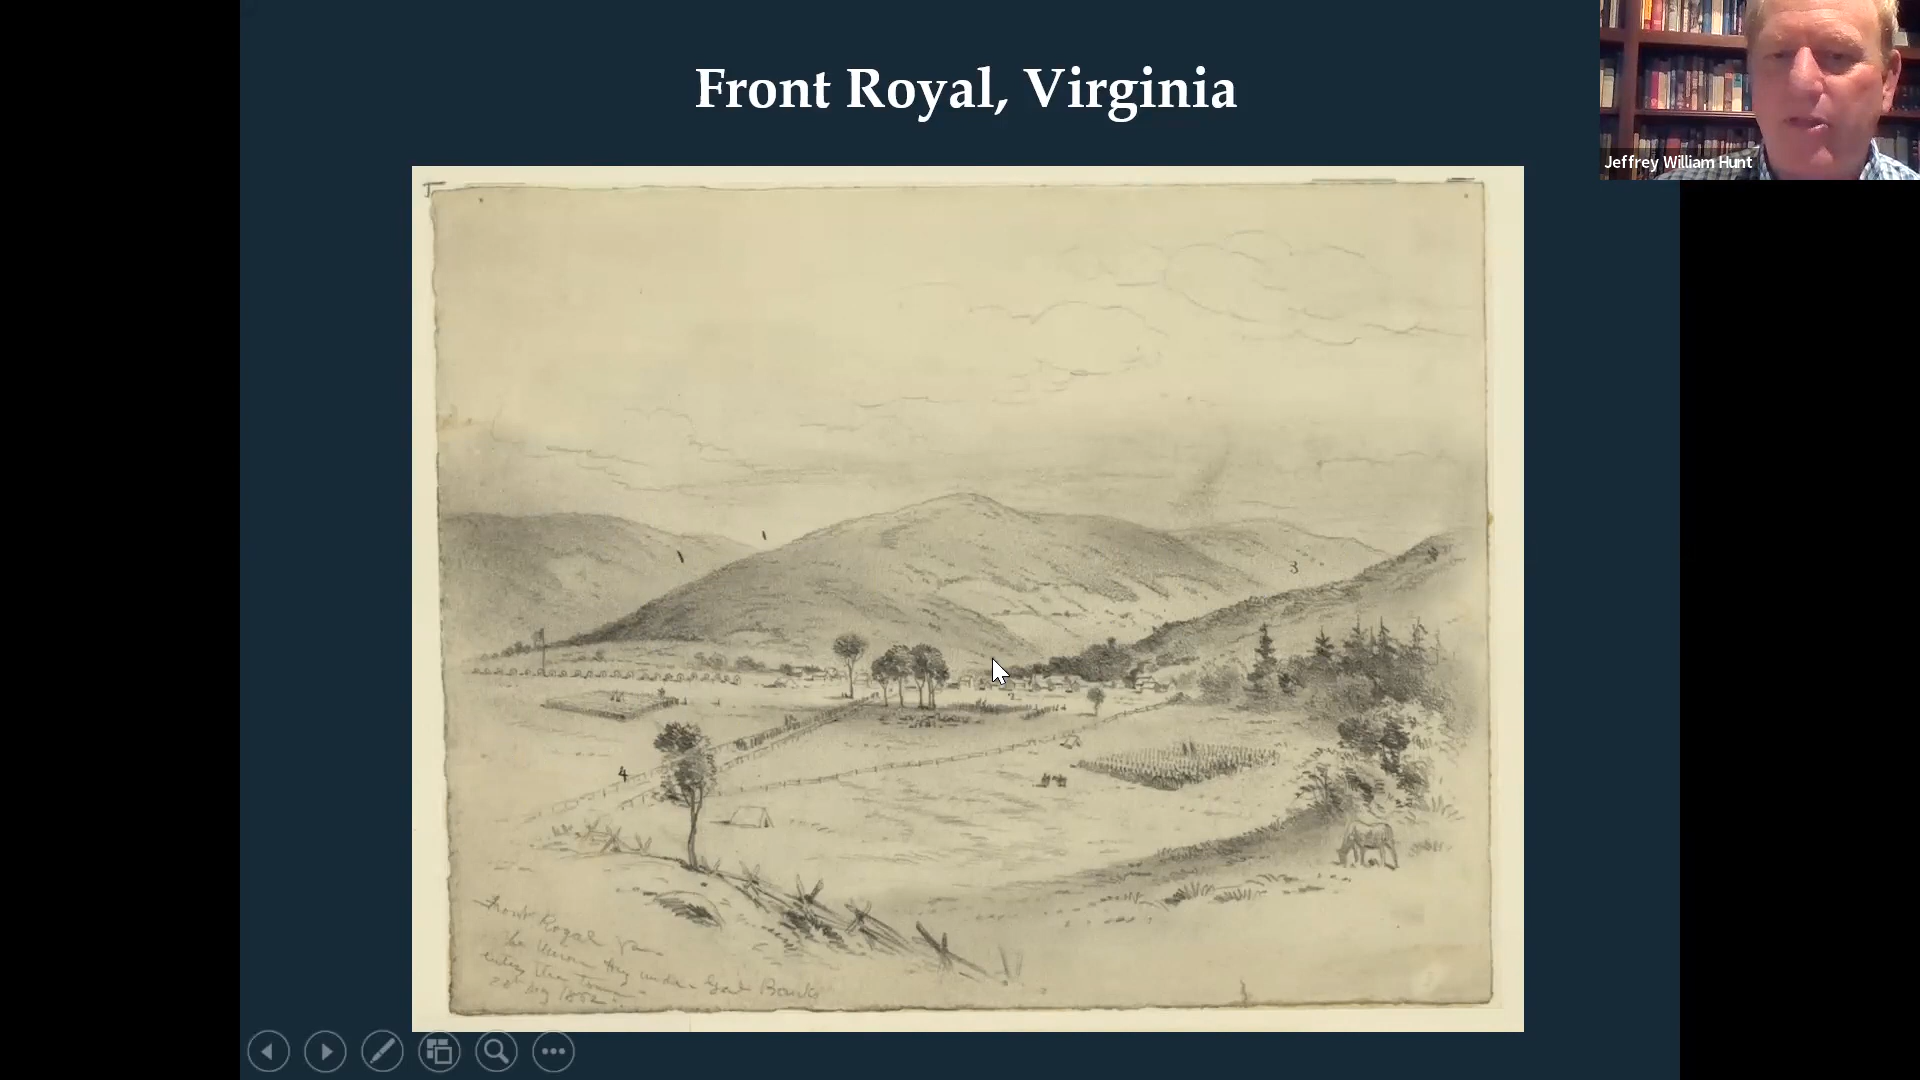 Front Royal, Virginia
Jeffrey William Hunt
3
2
4
Front Royal Va
the Union Army under Genl Banks
entering the town
1862